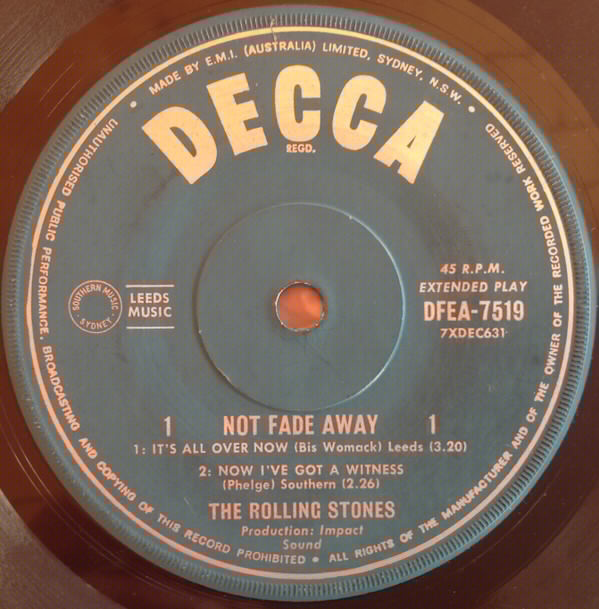 MADE BY E.M.I. (AUSTRALIA) LIMITED, SYDNEY, N.S.W. • UNAUTHORISED PUBLIC PERFORMANCE, BROADCASTING AND COPYING OF THIS RECORD PROHIBITED • ALL RIGHTS OF THE MANUFACTURER AND OF THE OWNER OF THE RECORDED WORK RESERVED •
DECCA
REGD.
SOUTHERN MUSIC
• SYDNEY •
LEEDS
MUSIC
45 R.P.M.
EXTENDED PLAY
DFEA-7519
7XDEC631
1 NOT FADE AWAY 1
1: IT'S ALL OVER NOW (Bis Womack) Leeds (3.20)
2: NOW I'VE GOT A WITNESS
(Phelge) Southern (2.26)
THE ROLLING STONES
Production: Impact
Sound